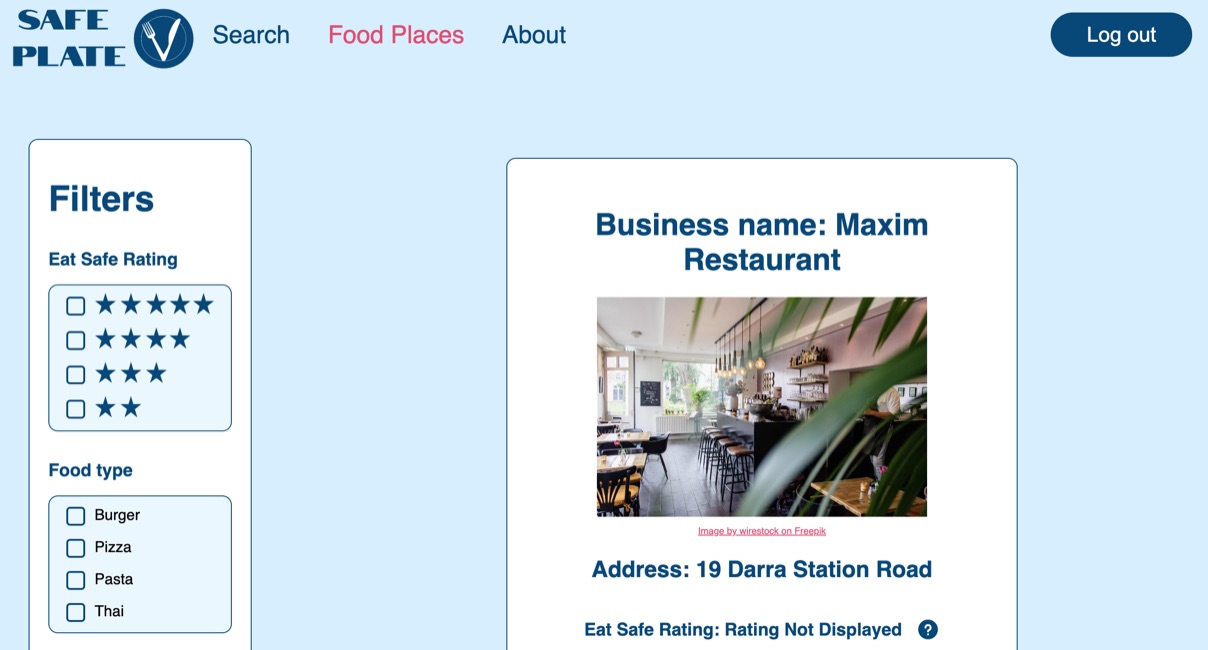 SAFE
PLATE
Search
Food Places
About
Log out
Filters
Eat Safe Rating
★★★★★
★★★★
★★★
★★
Food type
Burger
Pizza
Pasta
Thai
Business name: Maxim
Restaurant
Image by wirestock on Freepik
Address: 19 Darra Station Road
Eat Safe Rating: Rating Not Displayed ?